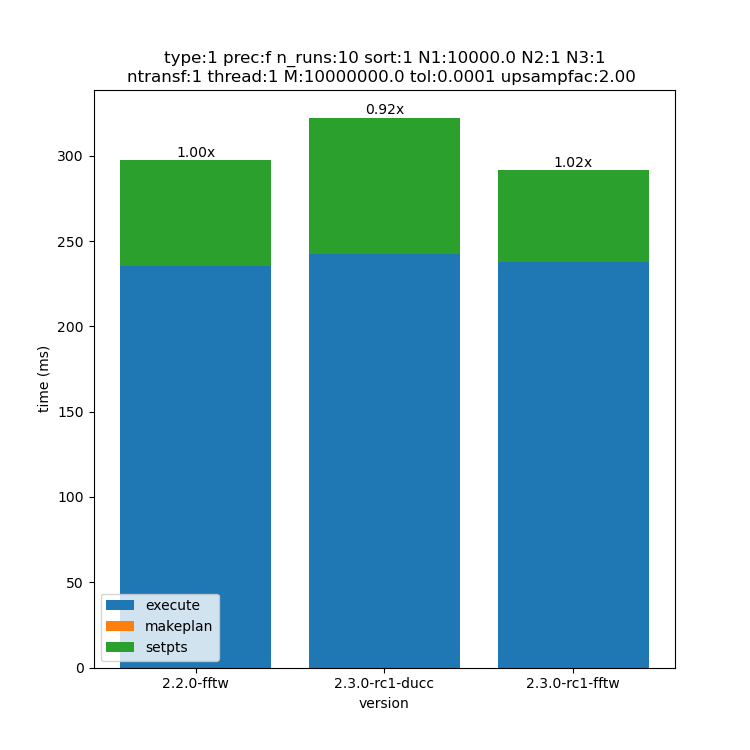 type:1 prec:f n_runs:10 sort:1 N1:10000.0 N2:1 N3:1
ntransf:1 thread:1 M:10000000.0 tol:0.0001 upsampfac:2.00
0.92x
1.00x
1.02x
300
250
200
150
100
50
0
time (ms)
execute
makeplan
setpts
2.2.0-fftw
2.3.0-rc1-ducc
2.3.0-rc1-fftw
version